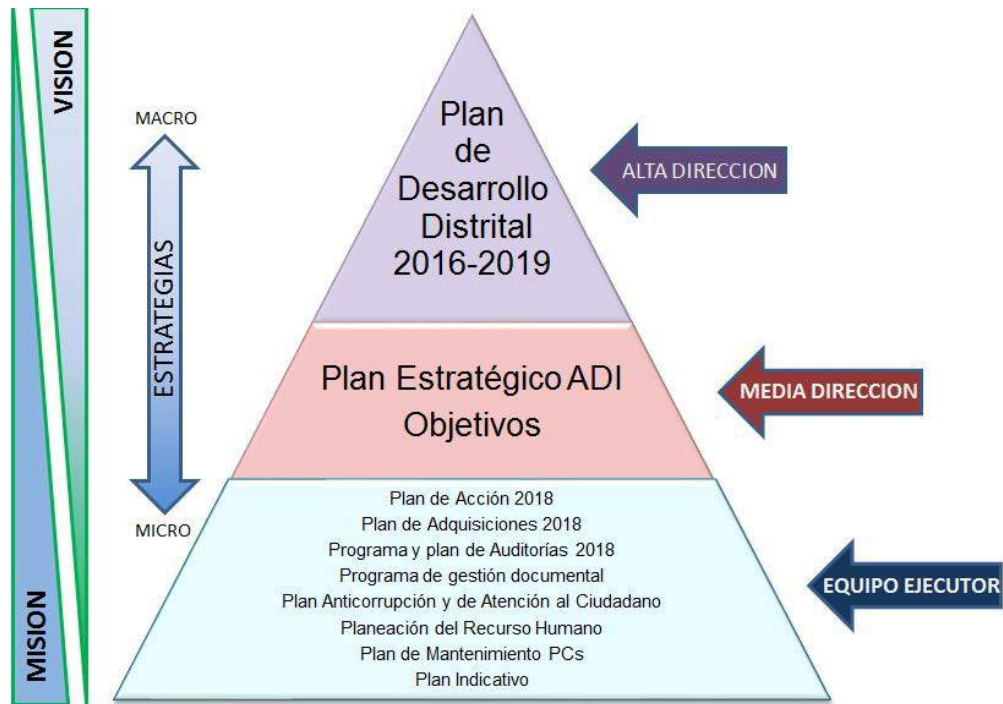 VISION
MISION
MACRO
ESTRATEGIAS
MICRO
Plan
de
Desarrollo
Distrital
2016-2019
ALTA DIRECCION
Plan Estratégico ADI
Objetivos
MEDIA DIRECCION
Plan de Acción 2018
Plan de Adquisiciones 2018
Programa y plan de Auditorías 2018
Programa de gestión documental
Plan Anticorrupción y de Atención al Ciudadano
Planeación del Recurso Humano
Plan de Mantenimiento PCs
Plan Indicativo
EQUIPO EJECUTOR